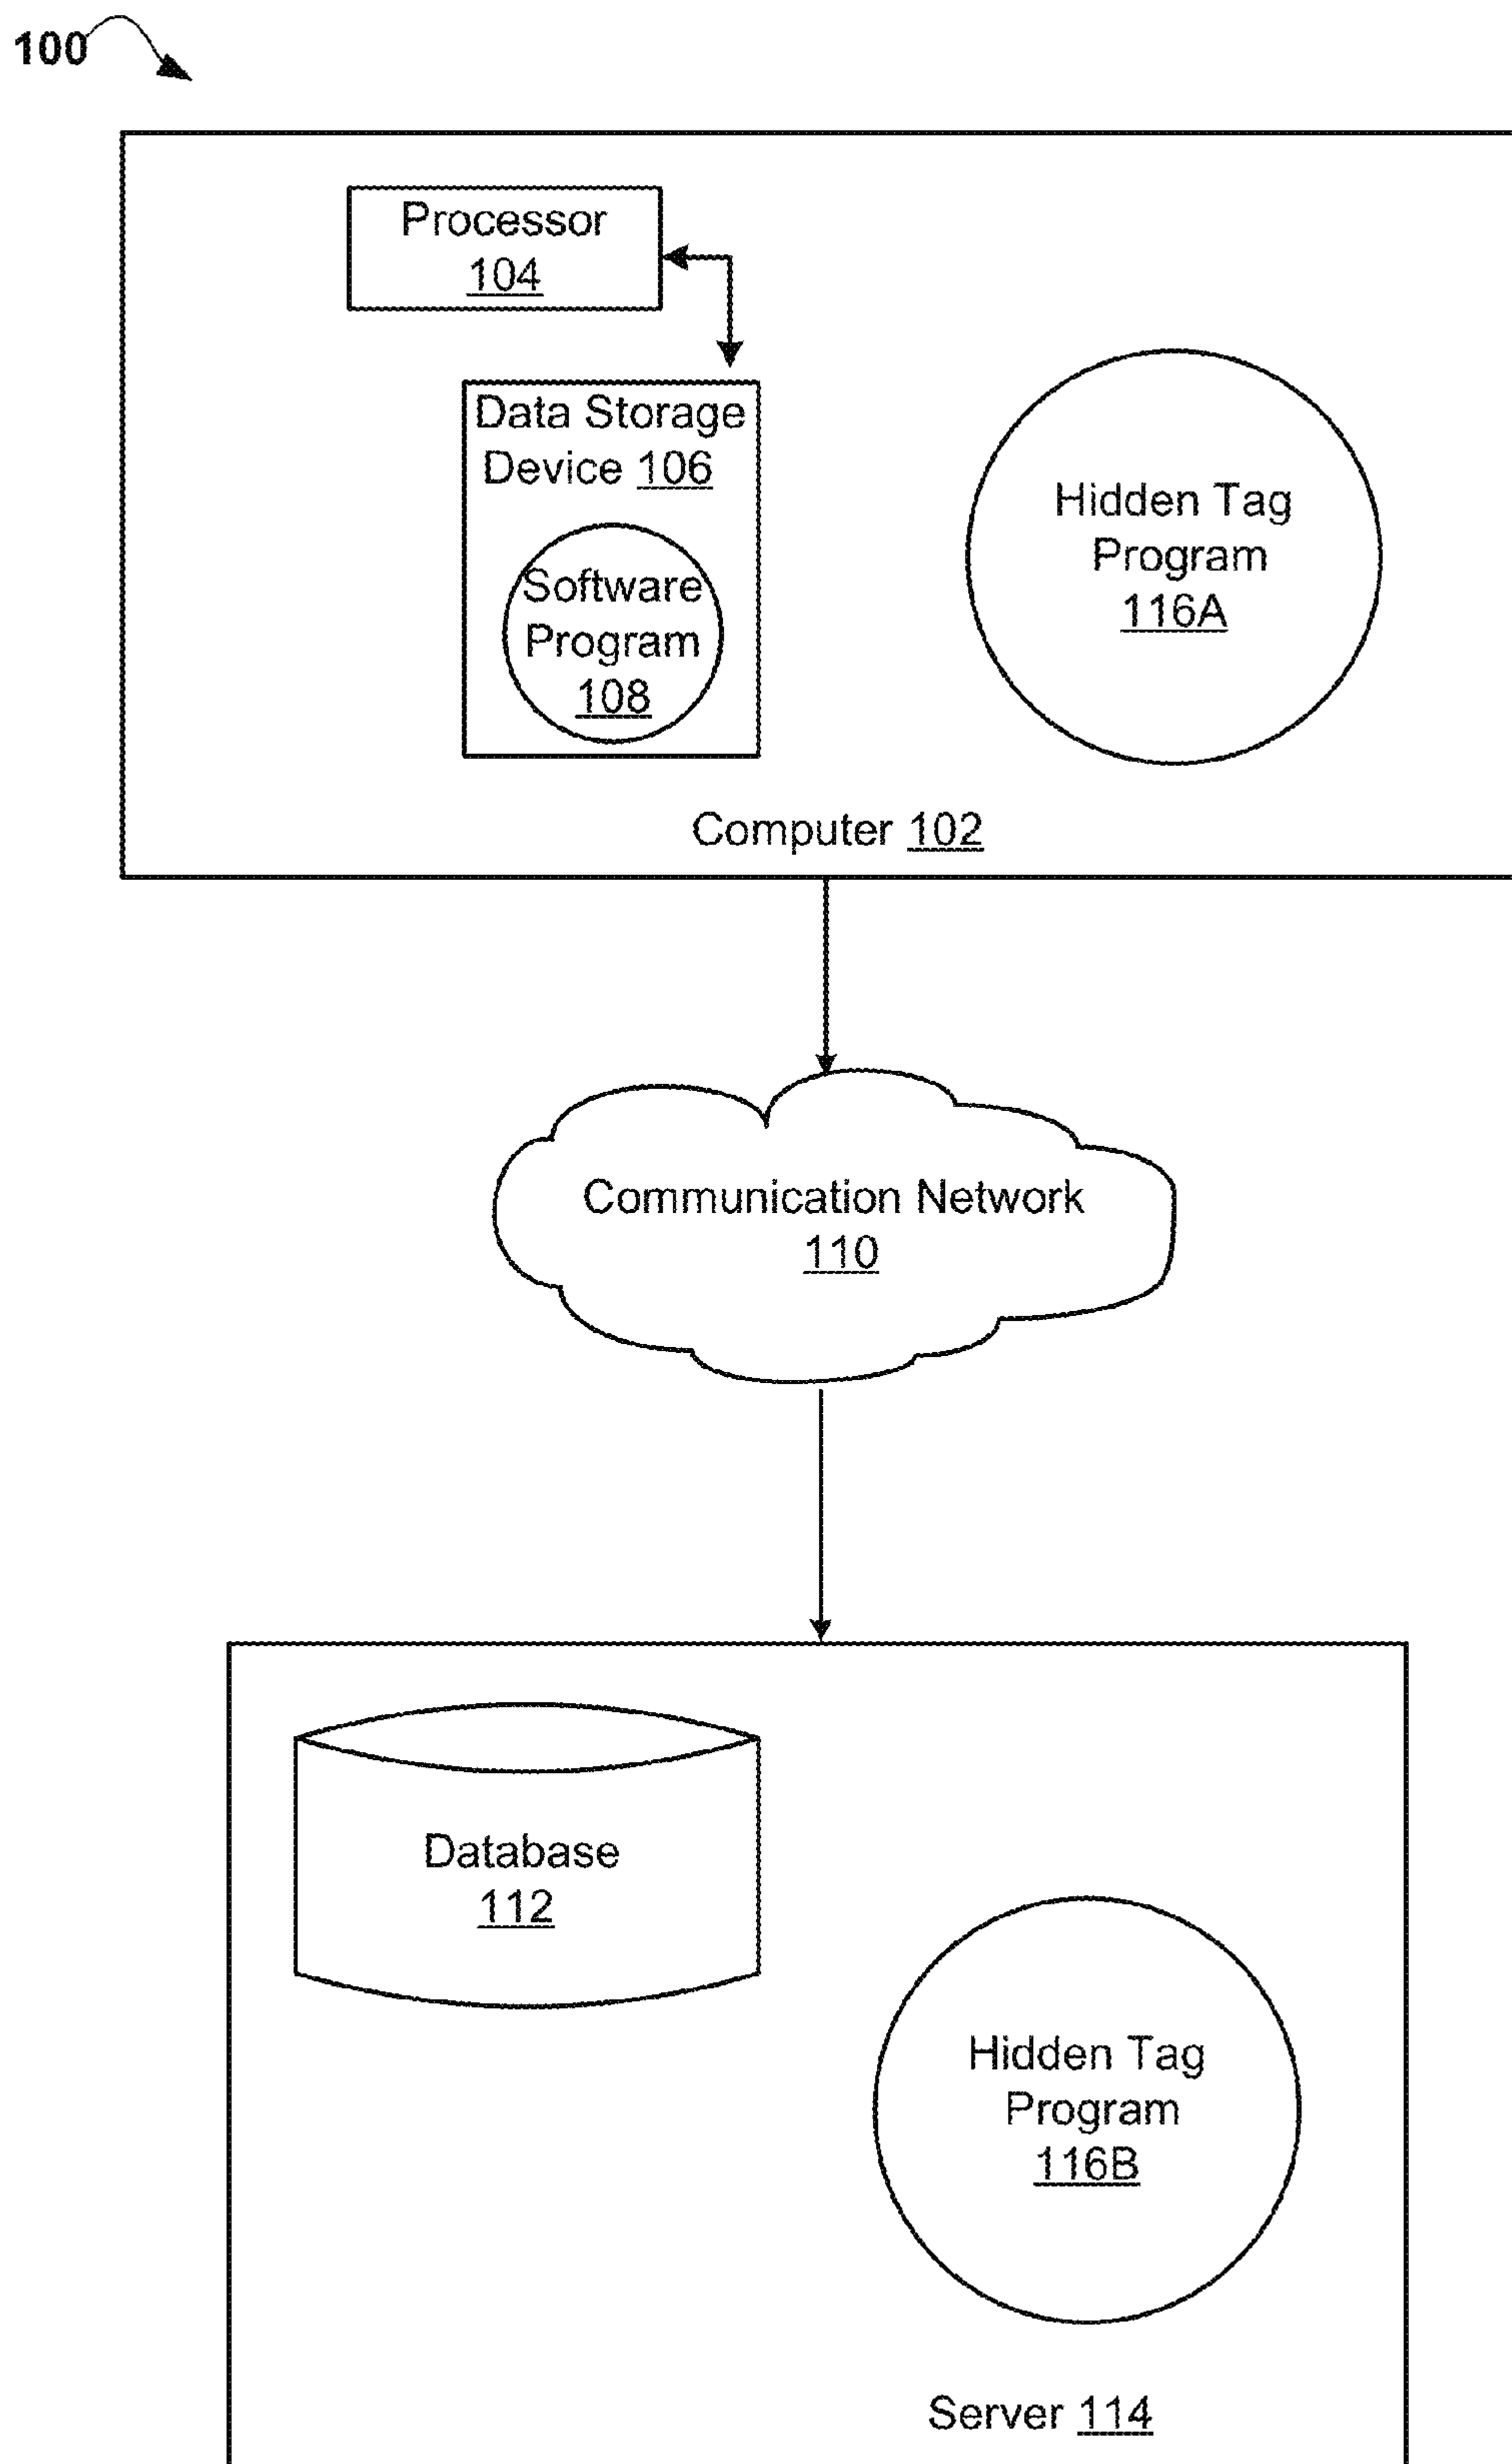 100
Processor
104
Data Storage
Device 106
Software
Program
108
Hidden Tag
Program
116A
Computer 102
Communication Network
110
Database
112
Hidden Tag
Program
116B
Server 114